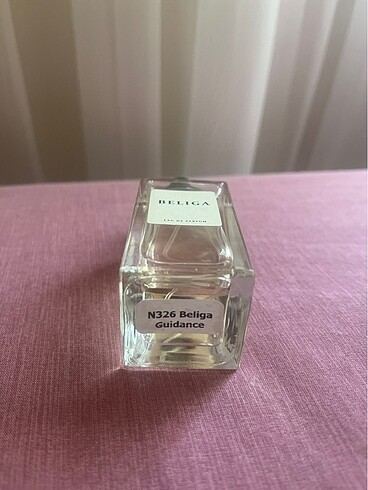 BELIGA
EAU DE PARFUM
N326 Beliga
Guidance